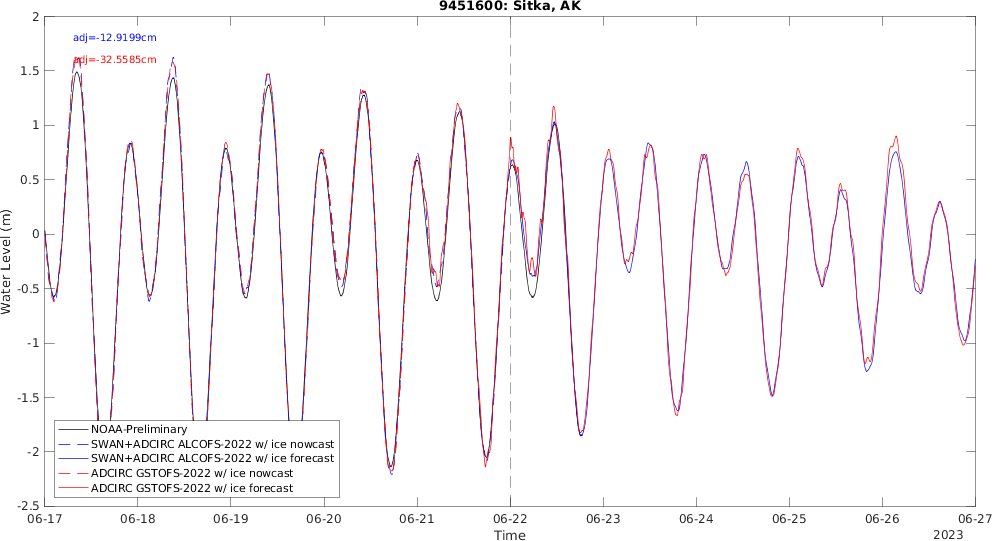 9451600: Sitka, AK
adj=-12.9199cm
adj=-32.5585cm
Water Level (m)
2
1.5
1
0.5
0
-0.5
-1
-1.5
-2
-2.5
NOAA-Preliminary
SWAN+ADCIRC ALCOFS-2022 w/ ice nowcast
SWAN+ADCIRC ALCOFS-2022 w/ ice forecast
ADCIRC GSTOFS-2022 w/ ice nowcast
ADCIRC GSTOFS-2022 w/ ice forecast
06-17 06-18 06-19 06-20 06-21 06-22 06-23 06-24 06-25 06-26 06-27
Time
2023